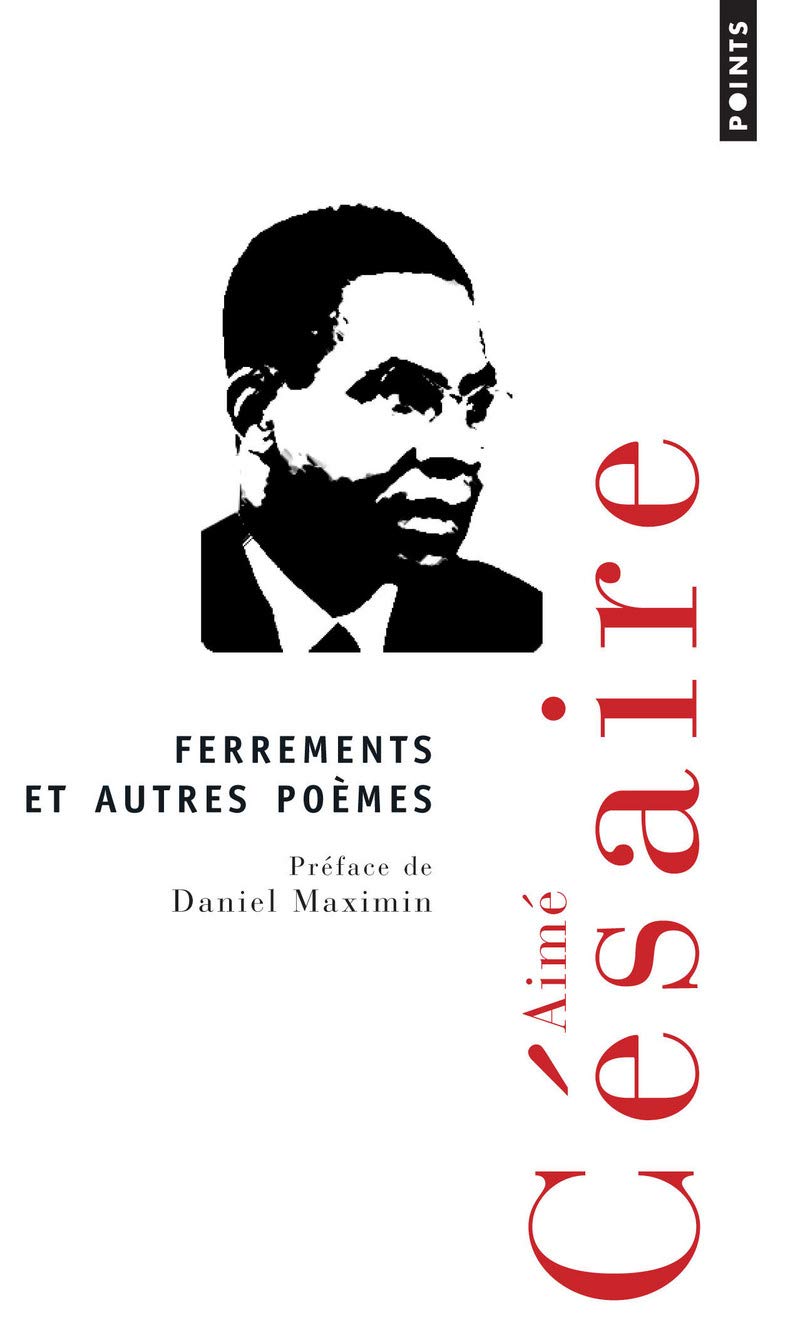 POINTS
FERREMENTS
ET AUTRES POÈMES
Préface de
Daniel Maximin
Aimé
Césaire